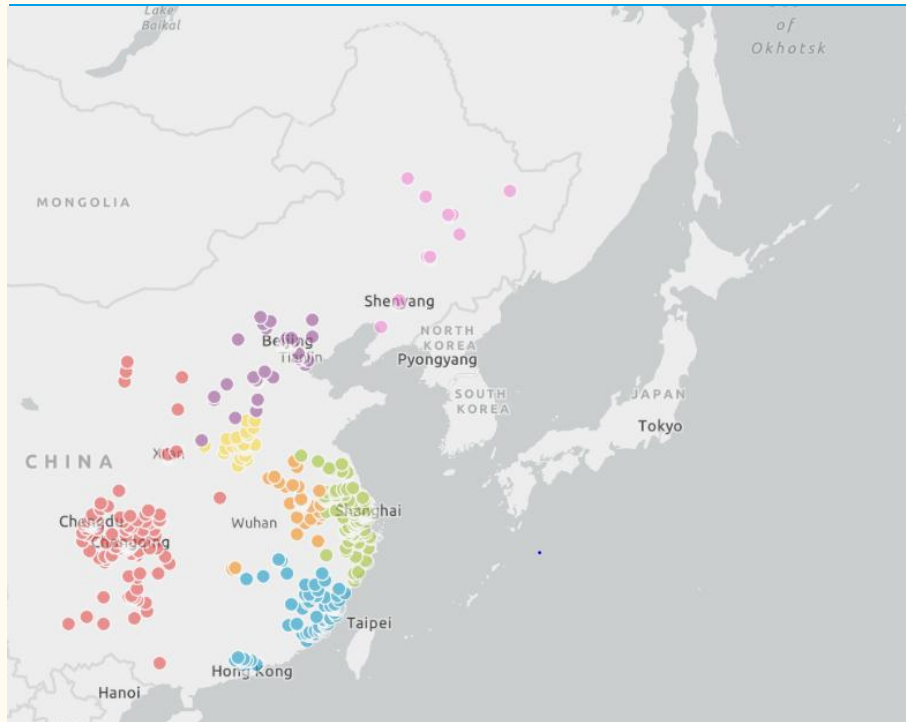 Lake
Baikal
of
Okhotsk
MONGOLIA
Shenyang
NORTH
KOREA
Pyongyang
Beijing
Tianjin
SOUTH
KOREA
JAPAN
Tokyo
CHINA
Xi'an
Chengdu
Chongqing
Wuhan
Shanghai
Taipei
Hong Kong
Hanoi